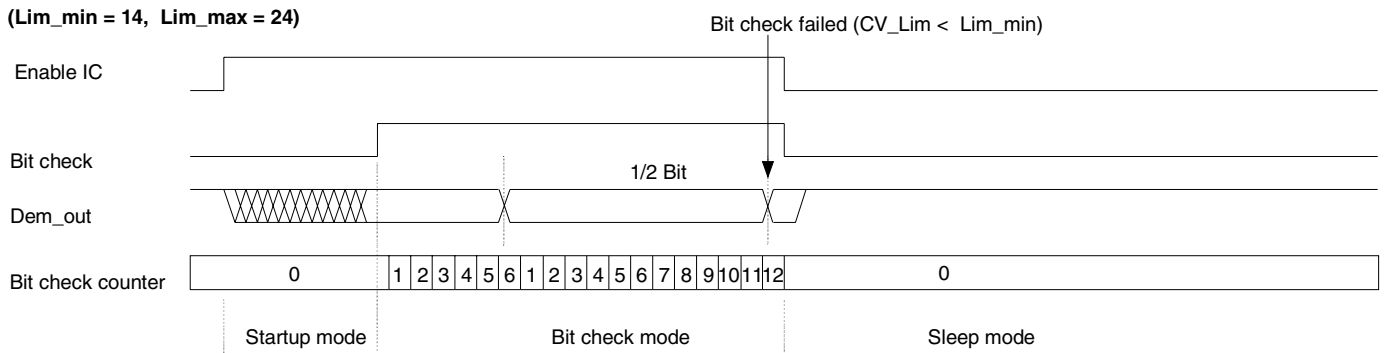 (Lim_min = 14, Lim_max = 24)
Bit check failed (CV_Lim < Lim_min)
Enable IC
Bit check
1/2 Bit
Dem_out
Bit check counter 0 1 2 3 4 5 6 1 2 3 4 5 6 7 8 9 10 11 12 0
Startup mode Bit check mode Sleep mode